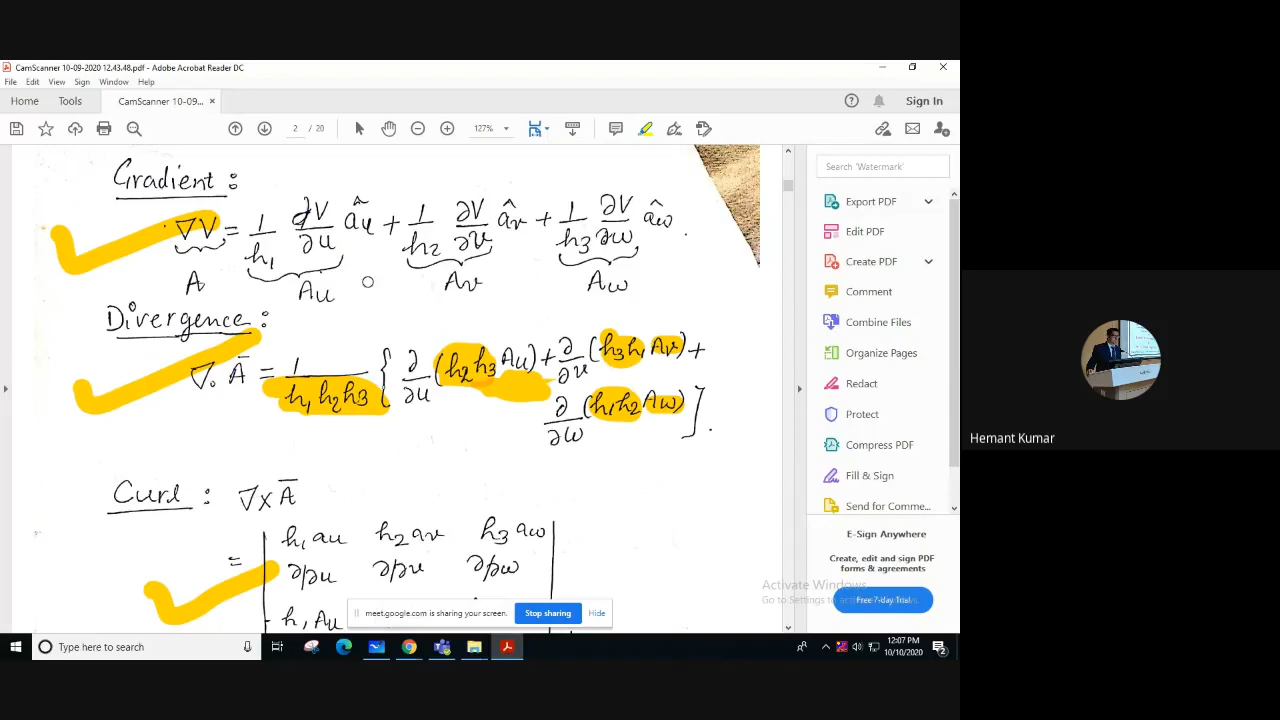 CamScanner 10-09-2020 12.43.48.pdf - Adobe Acrobat Reader DC
File Edit View Sign Window Help
Home Tools CamScanner 10-09... × Sign In
2 / 20 127%
Search 'Watermark'
Gradient :
∇V = 1/h₁ ∂V/∂u âu + 1/h₂ ∂V/∂v âv + 1/h₃ ∂V/∂w âw .
A Au Av Aw
Divergence :
∇. A̅ = 1/h₁h₂h₃ { ∂/∂u (h₂h₃ Au) + ∂/∂v (h₃h₁ Av) +
∂/∂w (h₁h₂ Aw) ] .
Curl : ∇× A̅
= | h₁ au h₂ av h₃ aw |
∂/∂u ∂/∂v ∂/∂w
h₁ Au
Export PDF
Edit PDF
Create PDF
Comment
Combine Files
Organize Pages
Redact
Protect
Compress PDF
Fill & Sign
Send for Comme...
E-Sign Anywhere
Create, edit and sign PDF
forms & agreements
Free 7-day Trial
Activate Windows
Go to Settings to activate Windows.
meet.google.com is sharing your screen. Stop sharing Hide
Type here to search
12:07 PM
10/10/2020
2
Hemant Kumar